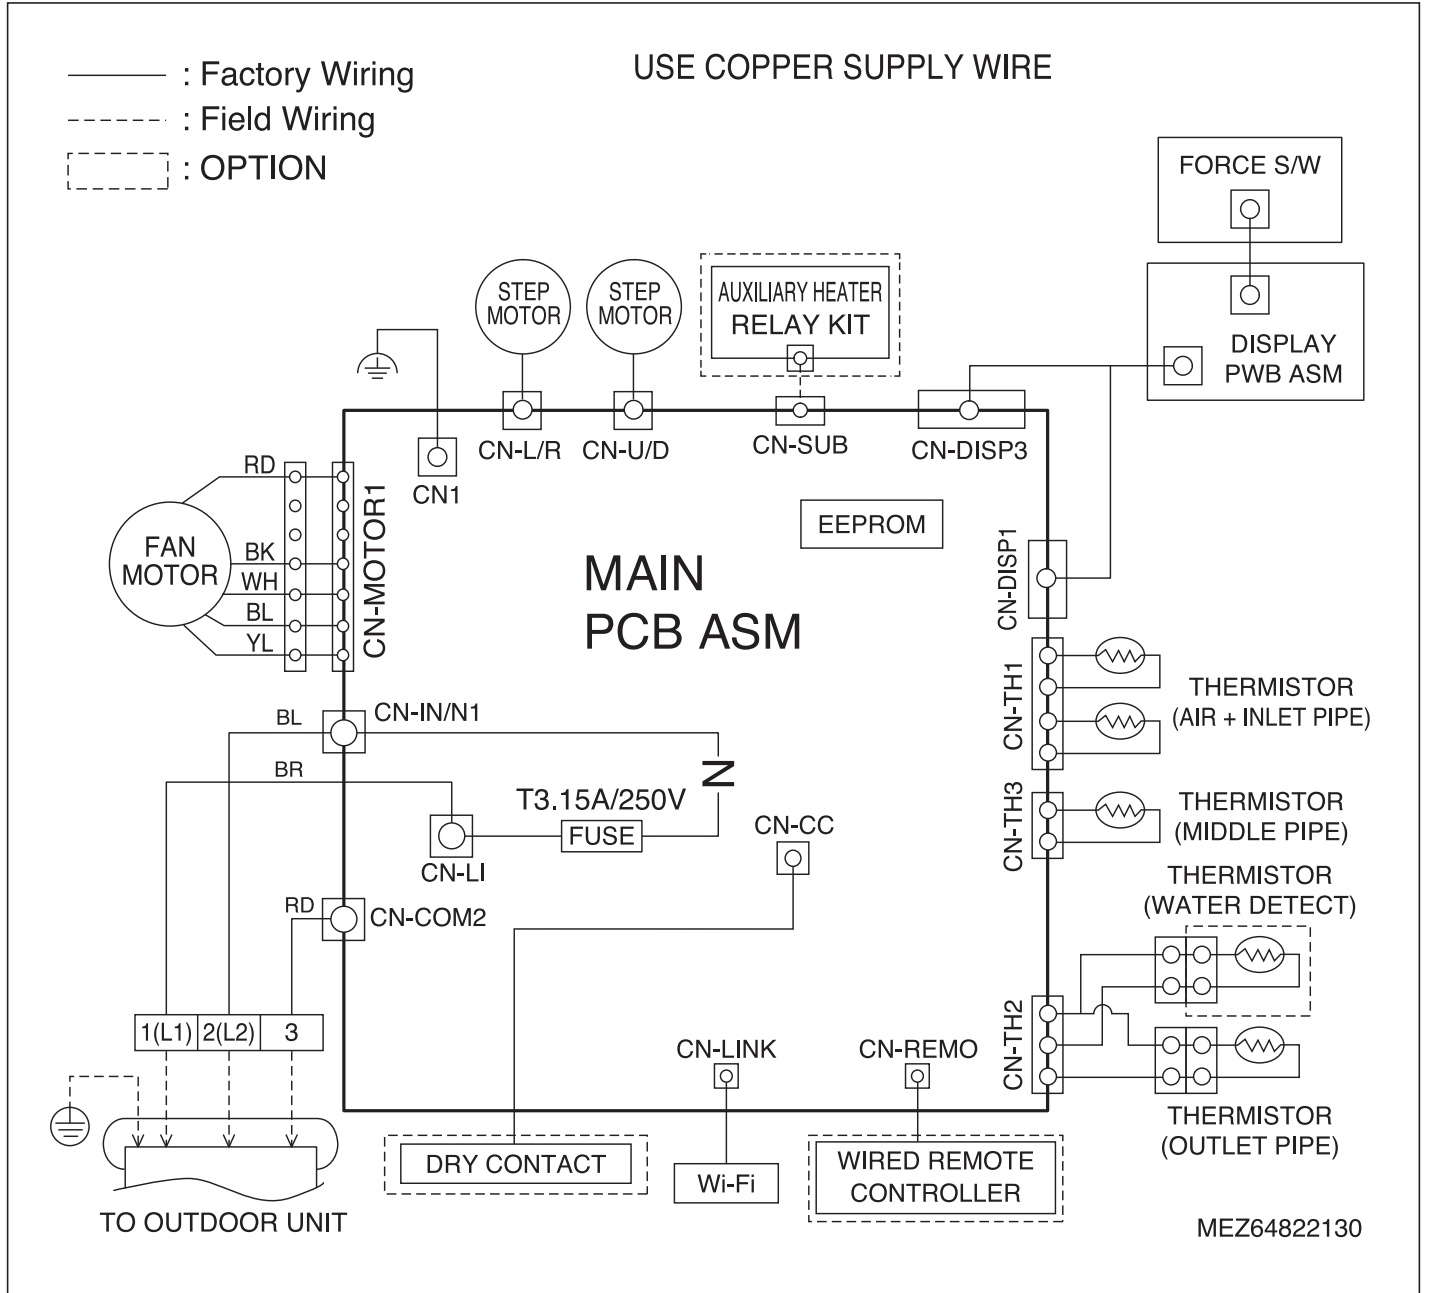 : Factory Wiring
: Field Wiring
: OPTION
USE COPPER SUPPLY WIRE
FORCE S/W
DISPLAY
PWB ASM
STEP
MOTOR
STEP
MOTOR
AUXILIARY HEATER
RELAY KIT
CN-L/R
CN-U/D
CN-SUB
CN-DISP3
CN1
RD
BK
WH
BL
YL
FAN
MOTOR
CN-MOTOR1
EEPROM
MAIN
PCB ASM
CN-DISP1
CN-TH1
THERMISTOR
(AIR + INLET PIPE)
CN-IN/N1
BL
BR
N
T3.15A/250V
FUSE
CN-LI
CN-CC
CN-TH3
THERMISTOR
(MIDDLE PIPE)
THERMISTOR
(WATER DETECT)
RD
CN-COM2
CN-TH2
1(L1)
2(L2)
3
CN-LINK
CN-REMO
THERMISTOR
(OUTLET PIPE)
DRY CONTACT
Wi-Fi
WIRED REMOTE
CONTROLLER
TO OUTDOOR UNIT
MEZ64822130